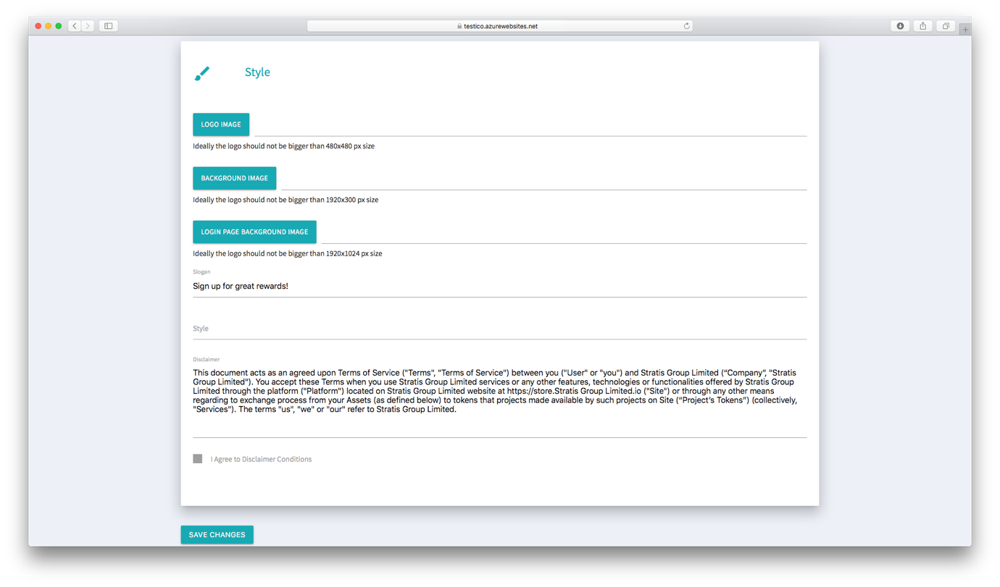 testico.azurewebsites.net
Style
LOGO IMAGE
Ideally the logo should not be bigger than 480x480 px size
BACKGROUND IMAGE
Ideally the logo should not be bigger than 1920x300 px size
LOGIN PAGE BACKGROUND IMAGE
Ideally the logo should not be bigger than 1920x1024 px size
Slogan
Sign up for great rewards!
Style
Disclaimer
This document acts as an agreed upon Terms of Service ("Terms", "Terms of Service") between you ("User" or "you") and Stratis Group Limited (“Company”, "Stratis
Group Limited"). You accept these Terms when you use Stratis Group Limited services or any other features, technologies or functionalities offered by Stratis Group
Limited through the platform ("Platform") located on Stratis Group Limited website at https://store.Stratis Group Limited.io ("Site") or through any other means
regarding to exchange process from your Assets (as defined below) to tokens that projects made available by such projects on Site (“Project’s Tokens”) (collectively,
"Services"). The terms "us", "we" or "our" refer to Stratis Group Limited.
I Agree to Disclaimer Conditions
SAVE CHANGES